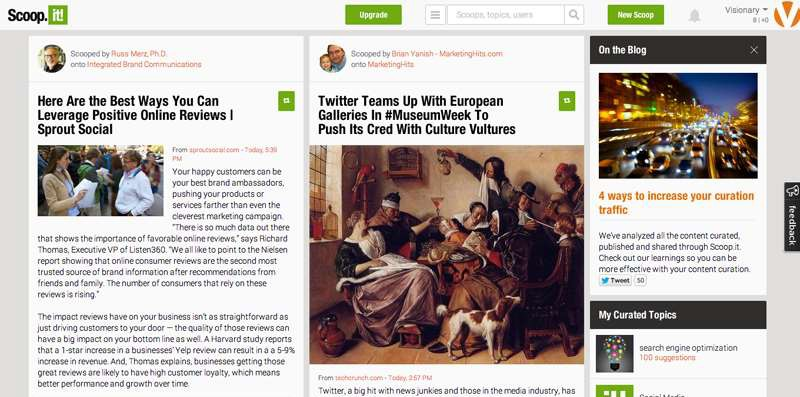 Scoop.it!
Upgrade
Scoops, topics, users
New Scoop
Visionary
8 | +0
Scooped by Russ Merz, Ph.D.
onto Integrated Brand Communications
Here Are the Best Ways You Can
Leverage Positive Online Reviews |
Sprout Social
From sproutsocial.com - Today, 5:39
PM
Your happy customers can be
your best brand ambassadors,
pushing your products or
services farther than even the
cleverest marketing campaign.
"There is so much data out there
that shows the importance of favorable online reviews," says Richard
Thomas, Executive VP of Listen360. "We all like to point to the Nielsen
report showing that online consumer reviews are the second most
trusted source of brand information after recommendations from
friends and family. The number of consumers that rely on these
reviews is rising."
The impact reviews have on your business isn't as straightforward as
just driving customers to your door — the quality of those reviews can
have a big impact on your bottom line as well. A Harvard study reports
that a 1-star increase in a businesses' Yelp review can result in a a 5-9%
increase in revenue. And, Thomas explains, businesses getting those
great reviews are likely to have high customer loyalty, which means
better performance and growth over time.
Scooped by Brian Yanish - MarketingHits.com
onto MarketingHits
Twitter Teams Up With European
Galleries In #MuseumWeek To
Push Its Cred With Culture Vultures
From techcrunch.com - Today, 3:57 PM
Twitter, a big hit with news junkies and those in the media industry, has
On the Blog
4 ways to increase your curation
traffic
We've analyzed all the content curated,
published and shared through Scoop.it.
Check out our learnings so you can be
more effective with your content curation.
Tweet 50
My Curated Topics
search engine optimization
100 suggestions
Social Media
feedback